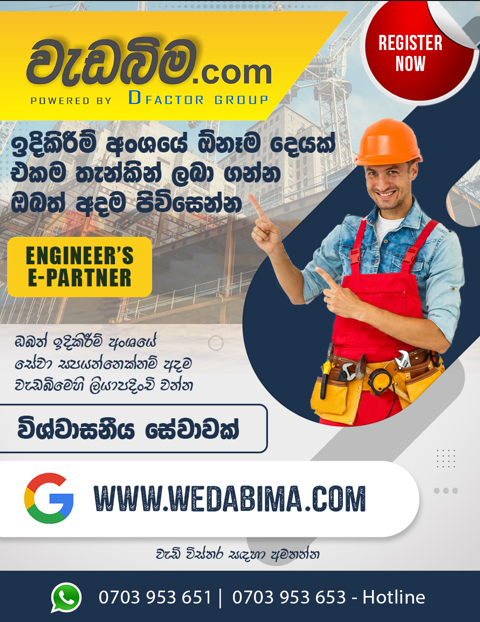 වැඩබිම.com
POWERED BY DFACTOR GROUP
REGISTER
NOW
ඉදිකිරීම් අංශයේ ඕනෑම දෙයක්
එකම තැන්කින් ලබා ගන්න
ඔබත් අදම පිවිසෙන්න
ENGINEER'S
E-PARTNER
ඔබත් ඉදිකිරීම් අංශයේ
සේවා සපයන්නෙක්නම් අදම
වැඩබිමෙහි ලියාපදිංචි වන්න
විශ්වාසනීය සේවාවක්
WWW.WEDABIMA.COM
වැඩි විස්තර සඳහා අමතන්න
0703 953 651 | 0703 953 653 - Hotline